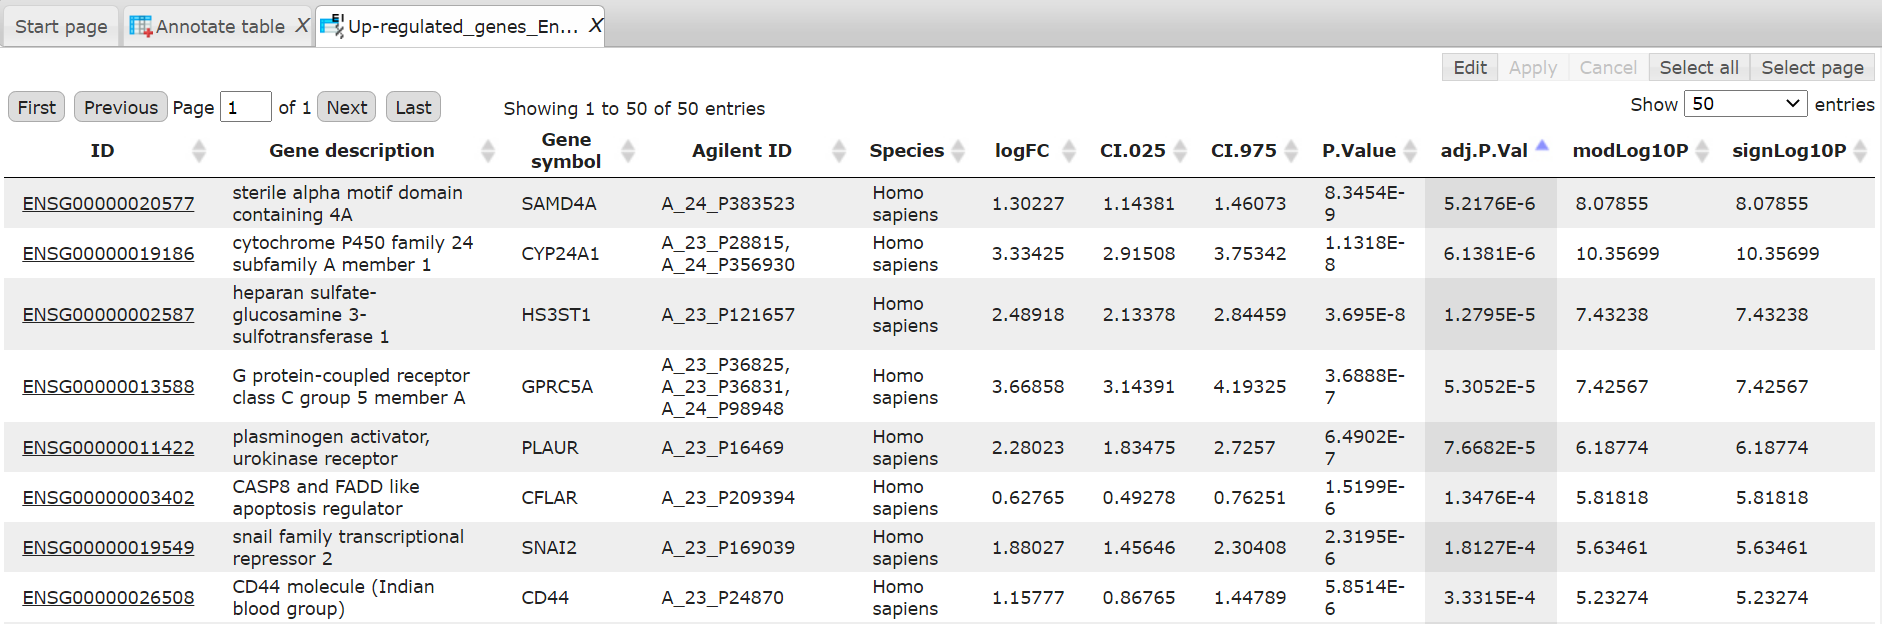 Start page
Annotate table X
Up-regulated_genes_En... X
Edit Apply Cancel Select all Select page
First Previous Page 1 of 1 Next Last Showing 1 to 50 of 50 entries Show 50 entries
ID Gene description Gene symbol Agilent ID Species logFC CI.025 CI.975 P.Value adj.P.Val modLog10P signLog10P
ENSG00000020577 sterile alpha motif domain containing 4A SAMD4A A_24_P383523 Homo sapiens 1.30227 1.14381 1.46073 8.3454E-9 5.2176E-6 8.07855 8.07855
ENSG00000019186 cytochrome P450 family 24 subfamily A member 1 CYP24A1 A_23_P28815, A_24_P356930 Homo sapiens 3.33425 2.91508 3.75342 1.1318E-8 6.1381E-6 10.35699 10.35699
ENSG00000002587 heparan sulfate-glucosamine 3-sulfotransferase 1 HS3ST1 A_23_P121657 Homo sapiens 2.48918 2.13378 2.84459 3.695E-8 1.2795E-5 7.43238 7.43238
ENSG00000013588 G protein-coupled receptor class C group 5 member A GPRC5A A_23_P36825, A_23_P36831, A_24_P98948 Homo sapiens 3.66858 3.14391 4.19325 3.6888E-7 5.3052E-5 7.42567 7.42567
ENSG00000011422 plasminogen activator, urokinase receptor PLAUR A_23_P16469 Homo sapiens 2.28023 1.83475 2.7257 6.4902E-7 7.6682E-5 6.18774 6.18774
ENSG00000003402 CASP8 and FADD like apoptosis regulator CFLAR A_23_P209394 Homo sapiens 0.62765 0.49278 0.76251 1.5199E-6 1.3476E-4 5.81818 5.81818
ENSG00000019549 snail family transcriptional repressor 2 SNAI2 A_23_P169039 Homo sapiens 1.88027 1.45646 2.30408 2.3195E-6 1.8127E-4 5.63461 5.63461
ENSG00000026508 CD44 molecule (Indian blood group) CD44 A_23_P24870 Homo sapiens 1.15777 0.86765 1.44789 5.8514E-6 3.3315E-4 5.23274 5.23274